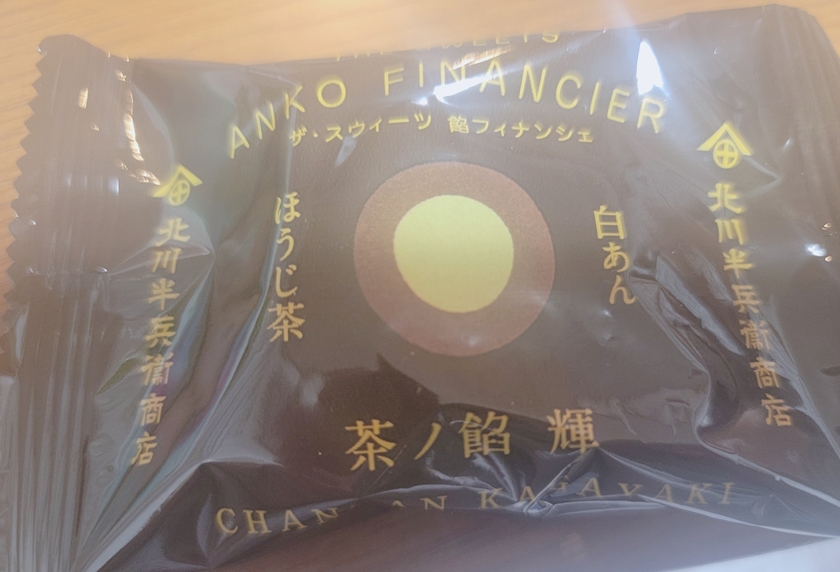 ANKO FINANCIER
ザ・スウィーツ 餡フィナンシェ
北川半兵衞商店
ほうじ茶
白あん
北川半兵衞商店
茶ノ餡 輝